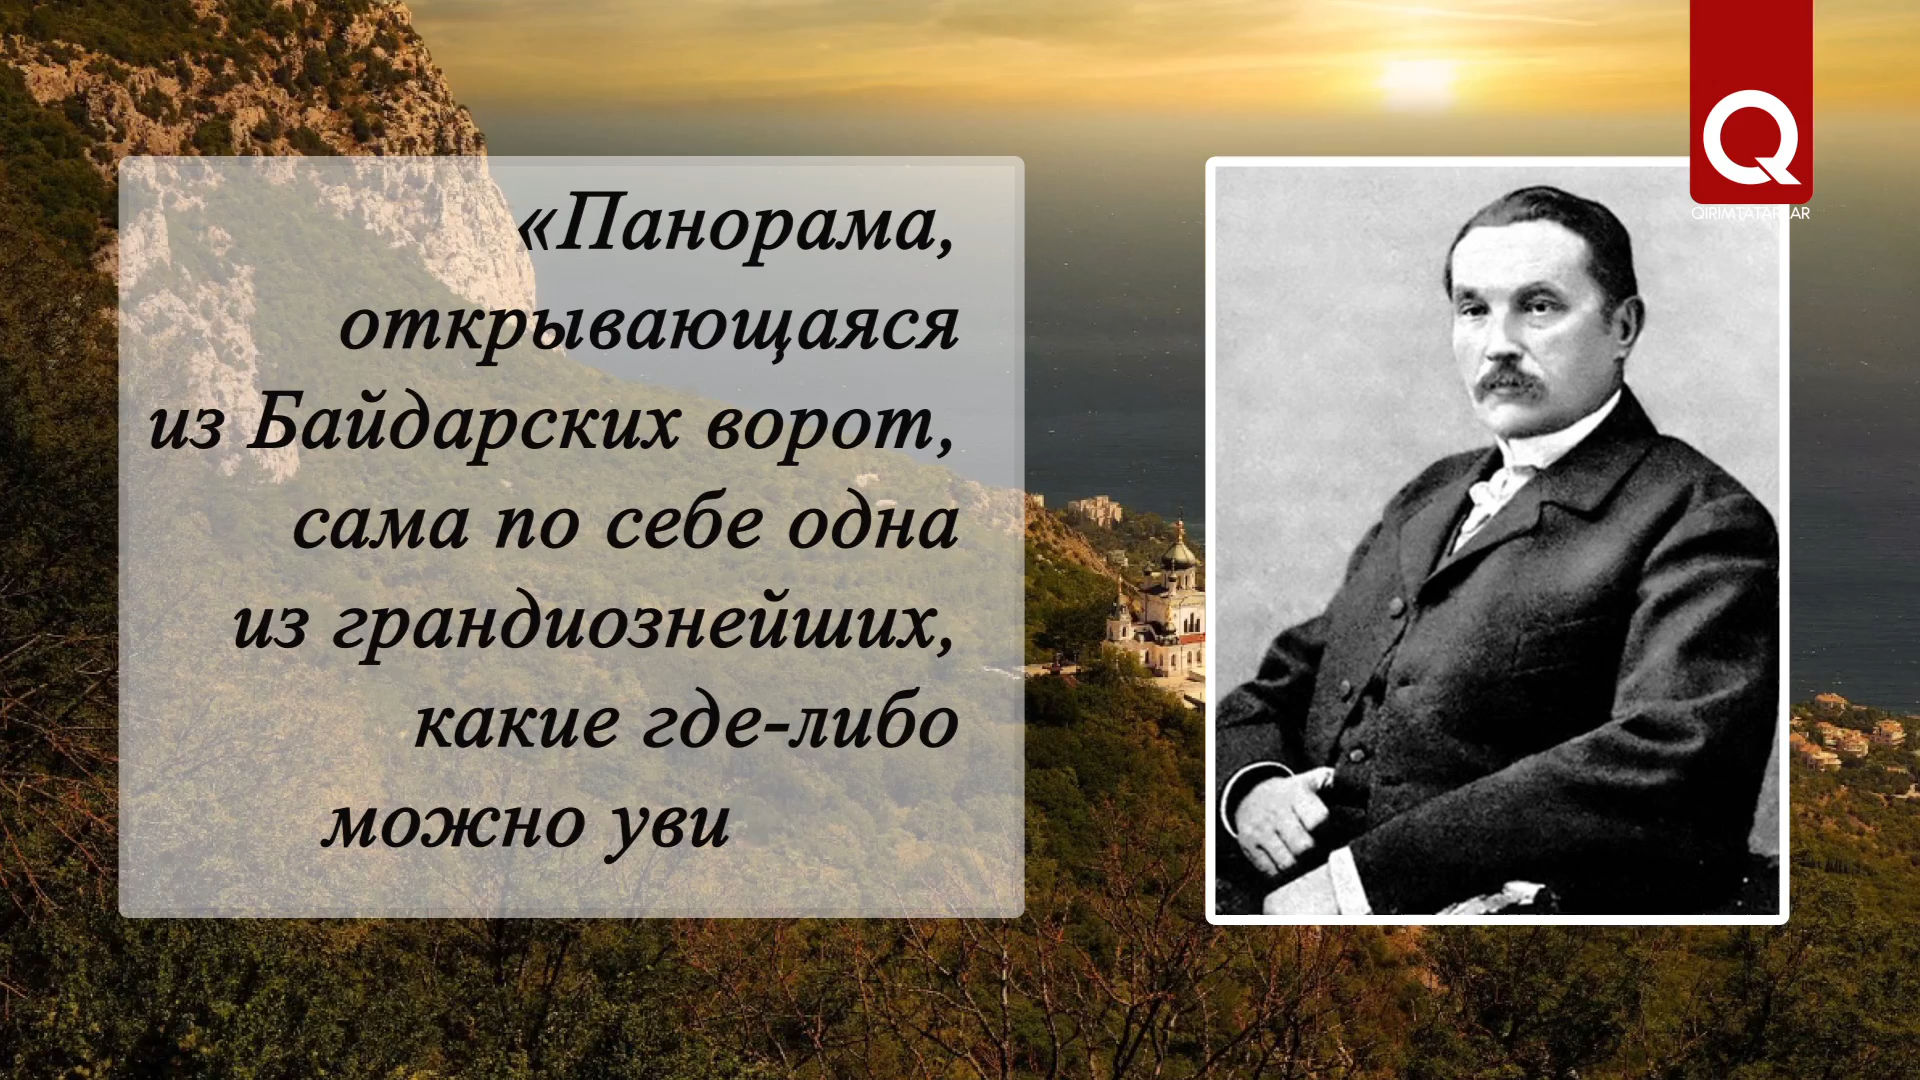 «Панорама,
открывающаяся
из Байдарских ворот,
сама по себе одна
из грандиознейших,
какие где-либо
можно уви
Q
QIRIMTATARLAR